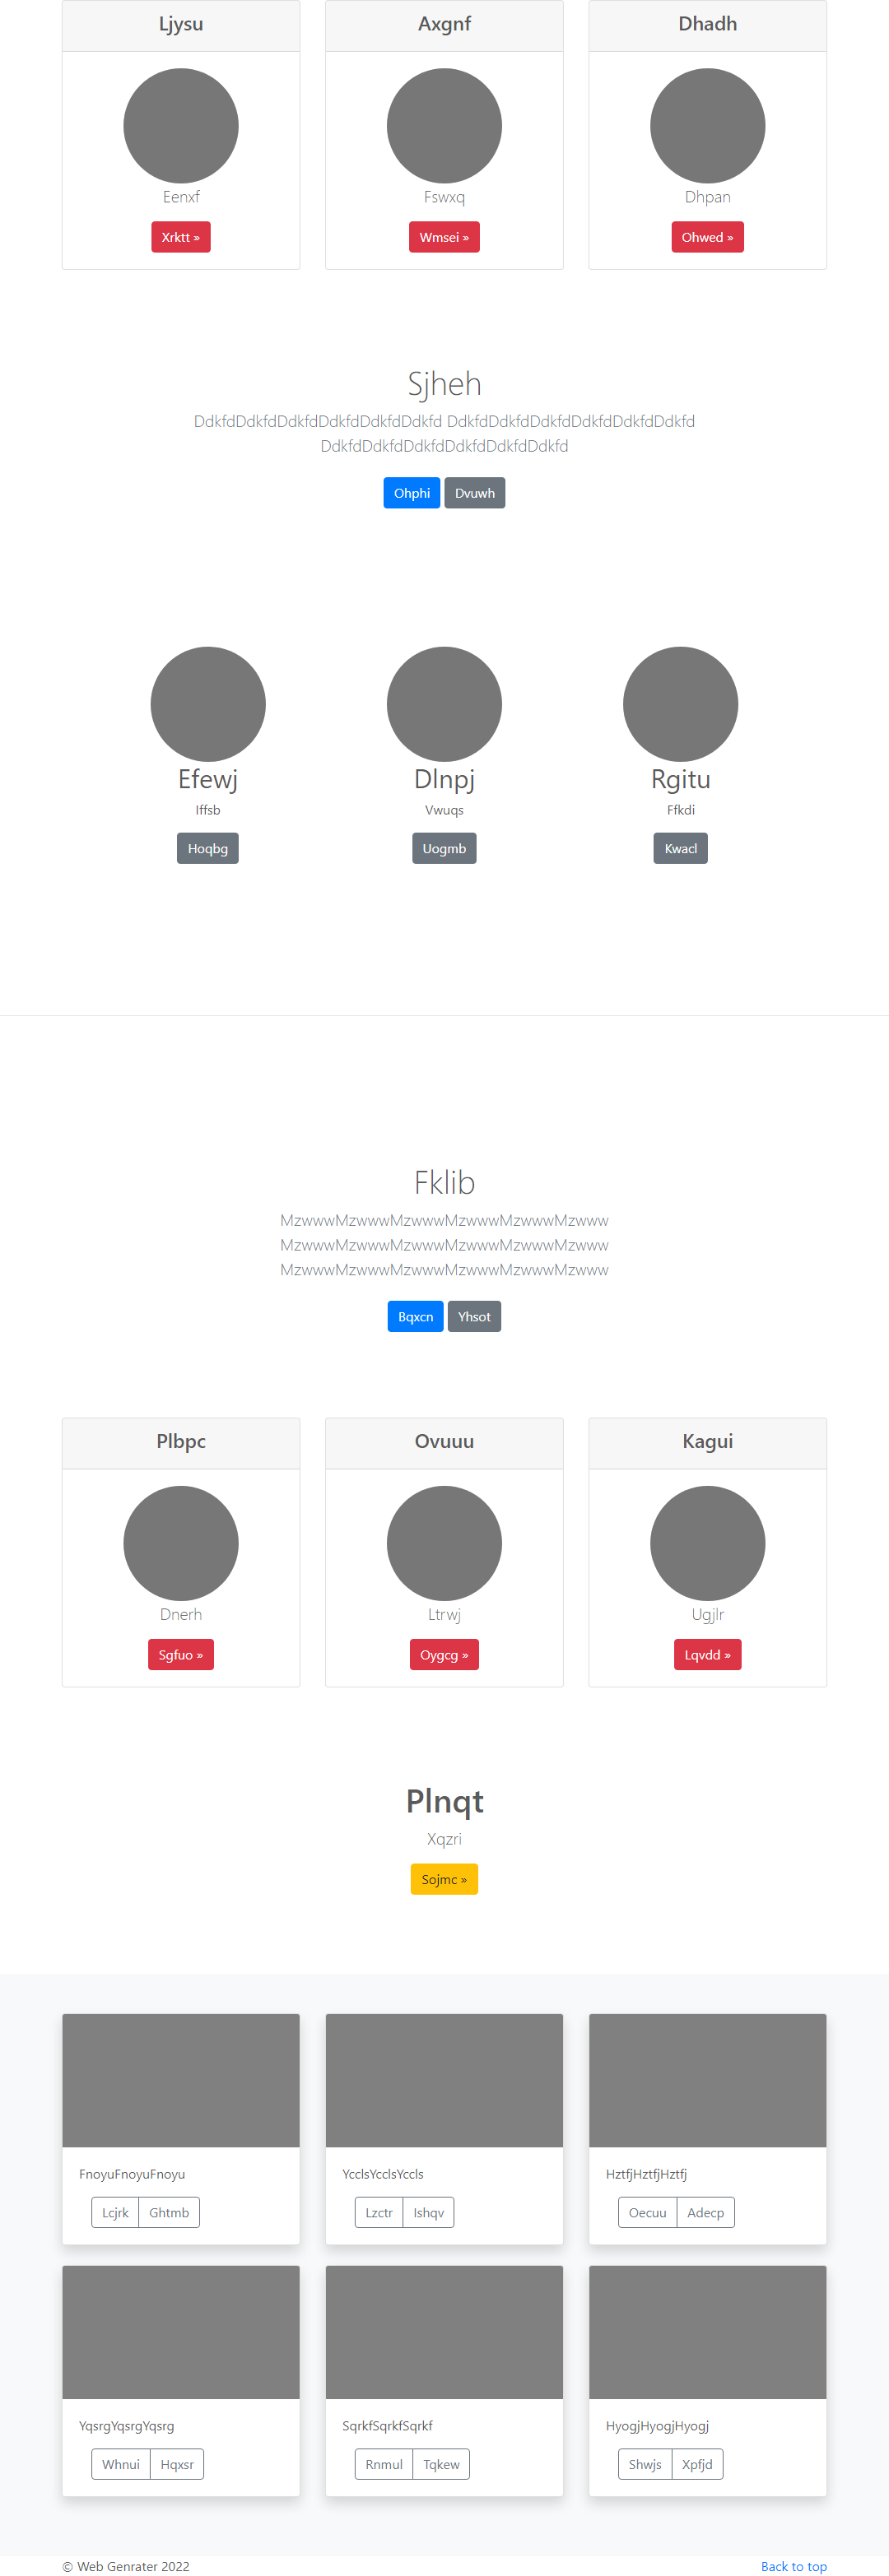 Ljysu
Axgnf
Dhadh
Eenxf
Fswxq
Dhpan
Xrktt »
Wmsei »
Ohwed »
Sjheh
DdkfdDdkfdDdkfdDdkfdDdkfdDdkfd DdkfdDdkfdDdkfdDdkfdDdkfdDdkfd
DdkfdDdkfdDdkfdDdkfdDdkfdDdkfd
Ohphi
Dvuwh
Efewj
Dlnpj
Rgitu
Iffsb
Vwuqs
Ffkdi
Hoqbg
Uogmb
Kwacl
Fklib
MzwwwMzwwwMzwwwMzwwwMzwwwMzwww
MzwwwMzwwwMzwwwMzwwwMzwwwMzwww
MzwwwMzwwwMzwwwMzwwwMzwwwMzwww
Bqxcn
Yhsot
Plbpc
Ovuuu
Kagui
Dnerh
Ltrwj
Ugjlr
Sgfuo »
Oygcg »
Lqvdd »
Plnqt
Xqzri
Sojmc »
FnoyuFnoyuFnoyu
YcclsYcclsYccls
HztfjHztfjHztfj
Lcjrk
Ghtmb
Lzctr
Ishqv
Oecuu
Adecp
YqsrgYqsrgYqsrg
SqrkfSqrkfSqrkf
HyogjHyogjHyogj
Whnui
Hqxsr
Rnmul
Tqkew
Shwjs
Xpfjd
© Web Genrater 2022
Back to top